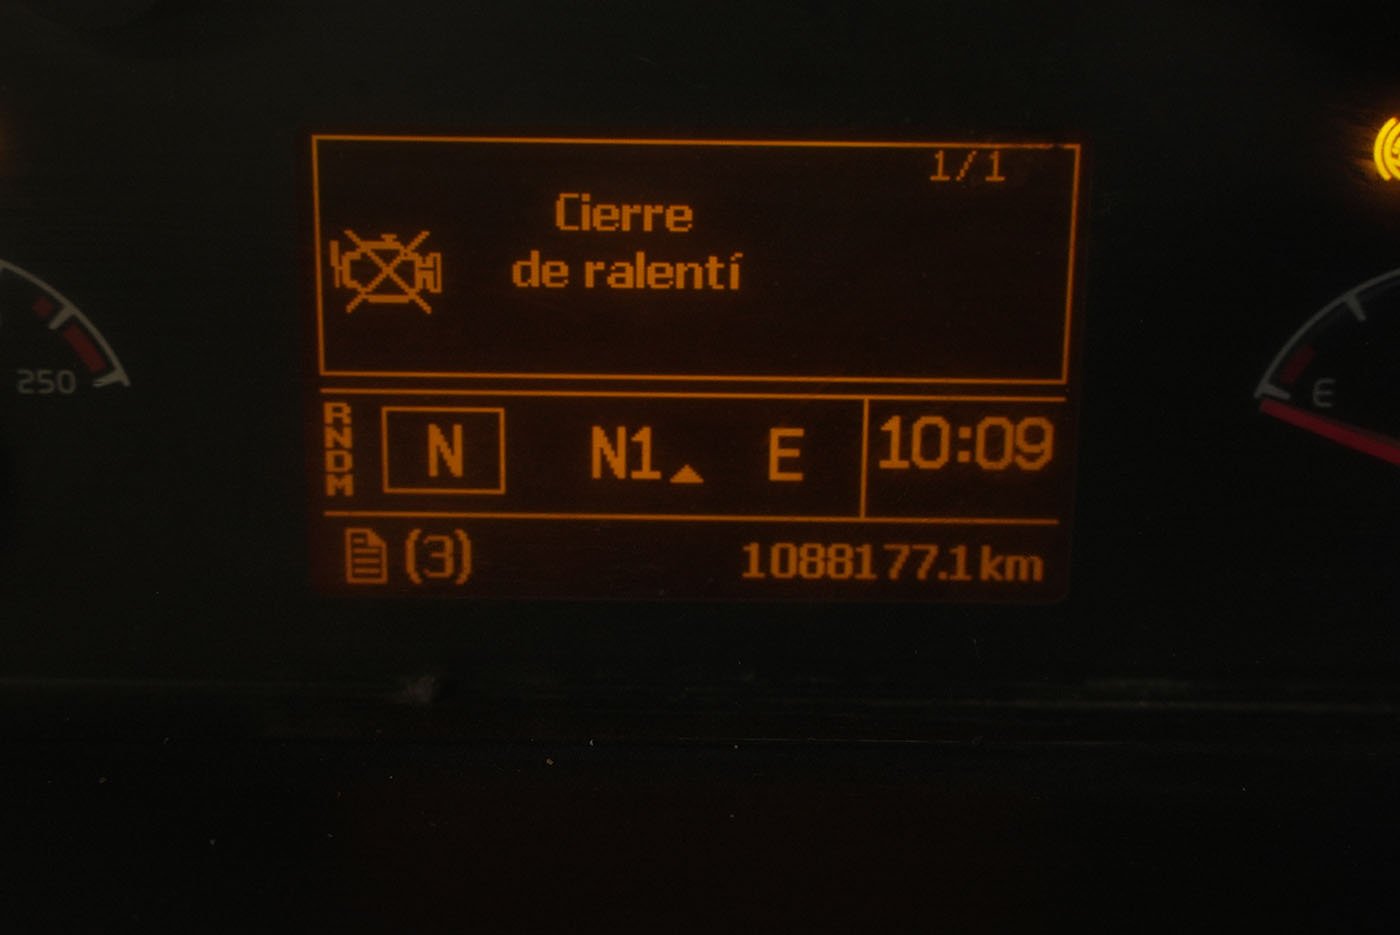 1/1
Cierre
de ralentí
250
E
R
N
D
M
N
N1
E
10:09
(3)
1088177.1 km